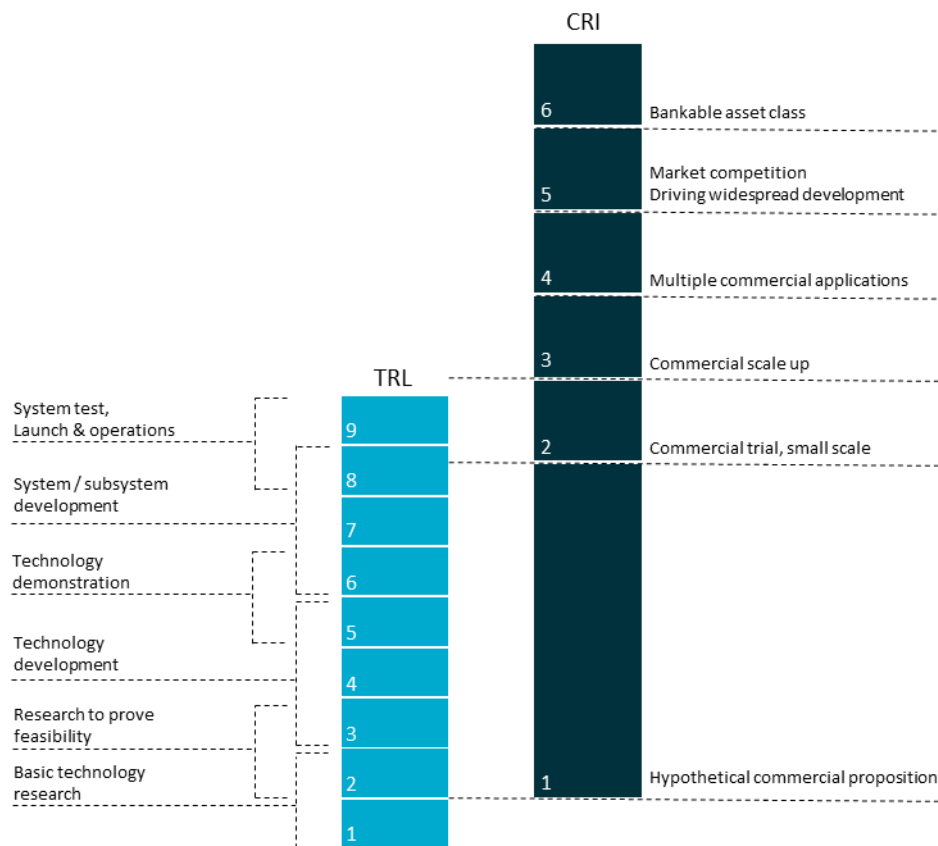 CRI
6
Bankable asset class
5
Market competition
Driving widespread development
4
Multiple commercial applications
3
Commercial scale up
2
Commercial trial, small scale
1
Hypothetical commercial proposition
TRL
9
8
7
6
5
4
3
2
1
System test,
Launch & operations
System / subsystem
development
Technology
demonstration
Technology
development
Research to prove
feasibility
Basic technology
research